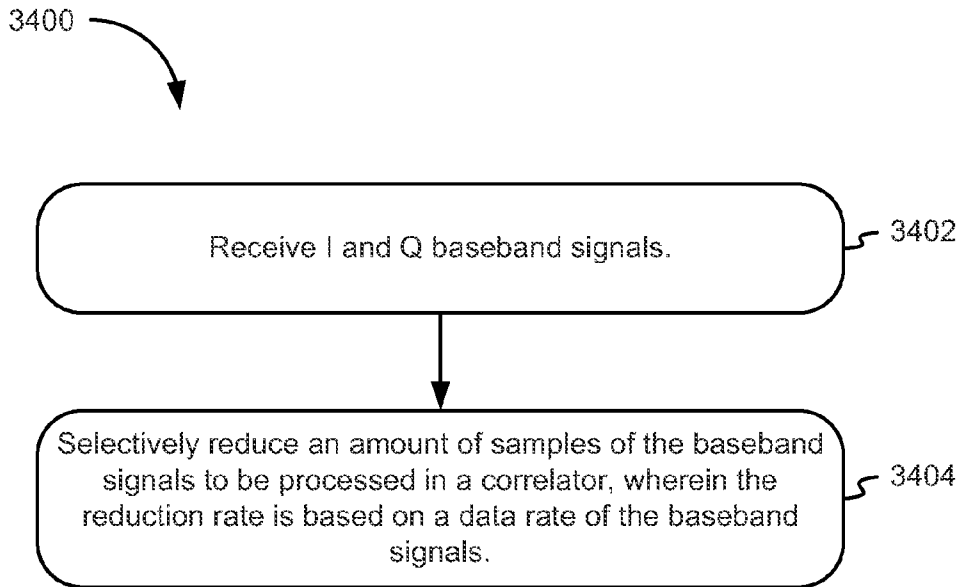 3400
Receive I and Q baseband signals.
3402
Selectively reduce an amount of samples of the baseband
signals to be processed in a correlator, wherein the
reduction rate is based on a data rate of the baseband
signals.
3404